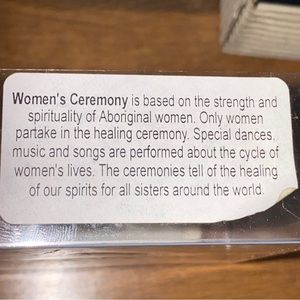 Women's Ceremony is based on the strength and
spirituality of Aboriginal women. Only women
partake in the healing ceremony. Special dances,
music and songs are performed about the cycle of
women's lives. The ceremonies tell of the healing
of our spirits for all sisters around the world.